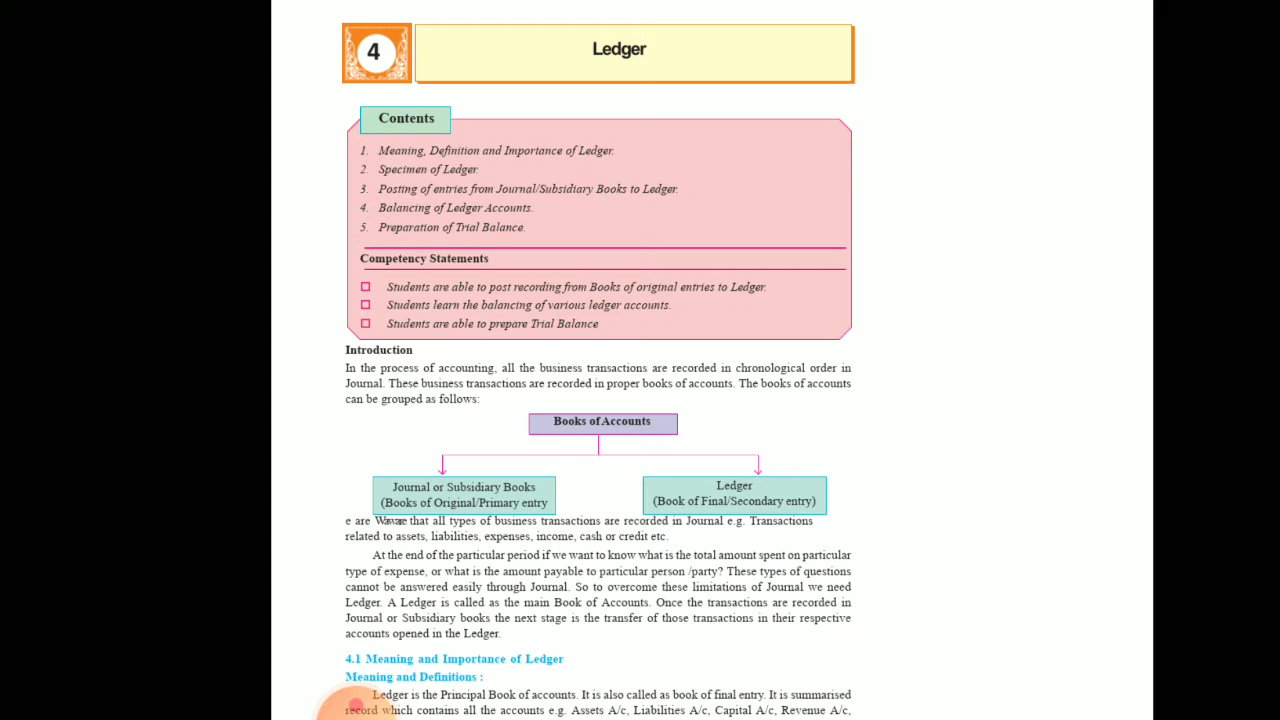 4
Ledger
Contents
1. Meaning, Definition and Importance of Ledger.
2. Specimen of Ledger.
3. Posting of entries from Journal/Subsidiary Books to Ledger.
4. Balancing of Ledger Accounts.
5. Preparation of Trial Balance.
Competency Statements
Students are able to post recording from Books of original entries to Ledger.
Students learn the balancing of various ledger accounts.
Students are able to prepare Trial Balance
Introduction
In the process of accounting, all the business transactions are recorded in chronological order in
Journal. These business transactions are recorded in proper books of accounts. The books of accounts
can be grouped as follows:
Books of Accounts
Journal or Subsidiary Books
(Books of Original/Primary entry
Ledger
(Book of Final/Secondary entry)
e are that all types of business transactions are recorded in Journal e.g. Transactions
related to assets, liabilities, expenses, income, cash or credit etc.
At the end of the particular period if we want to know what is the total amount spent on particular
type of expense, or what is the amount payable to particular person /party? These types of questions
cannot be answered easily through Journal. So to overcome these limitations of Journal we need
Ledger. A Ledger is called as the main Book of Accounts. Once the transactions are recorded in
Journal or Subsidiary books the next stage is the transfer of those transactions in their respective
accounts opened in the Ledger.
4.1 Meaning and Importance of Ledger
Meaning and Definitions :
Ledger is the Principal Book of accounts. It is also called as book of final entry. It is summarised
record which contains all the accounts e.g. Assets A/c, Liabilities A/c, Capital A/c, Revenue A/c,